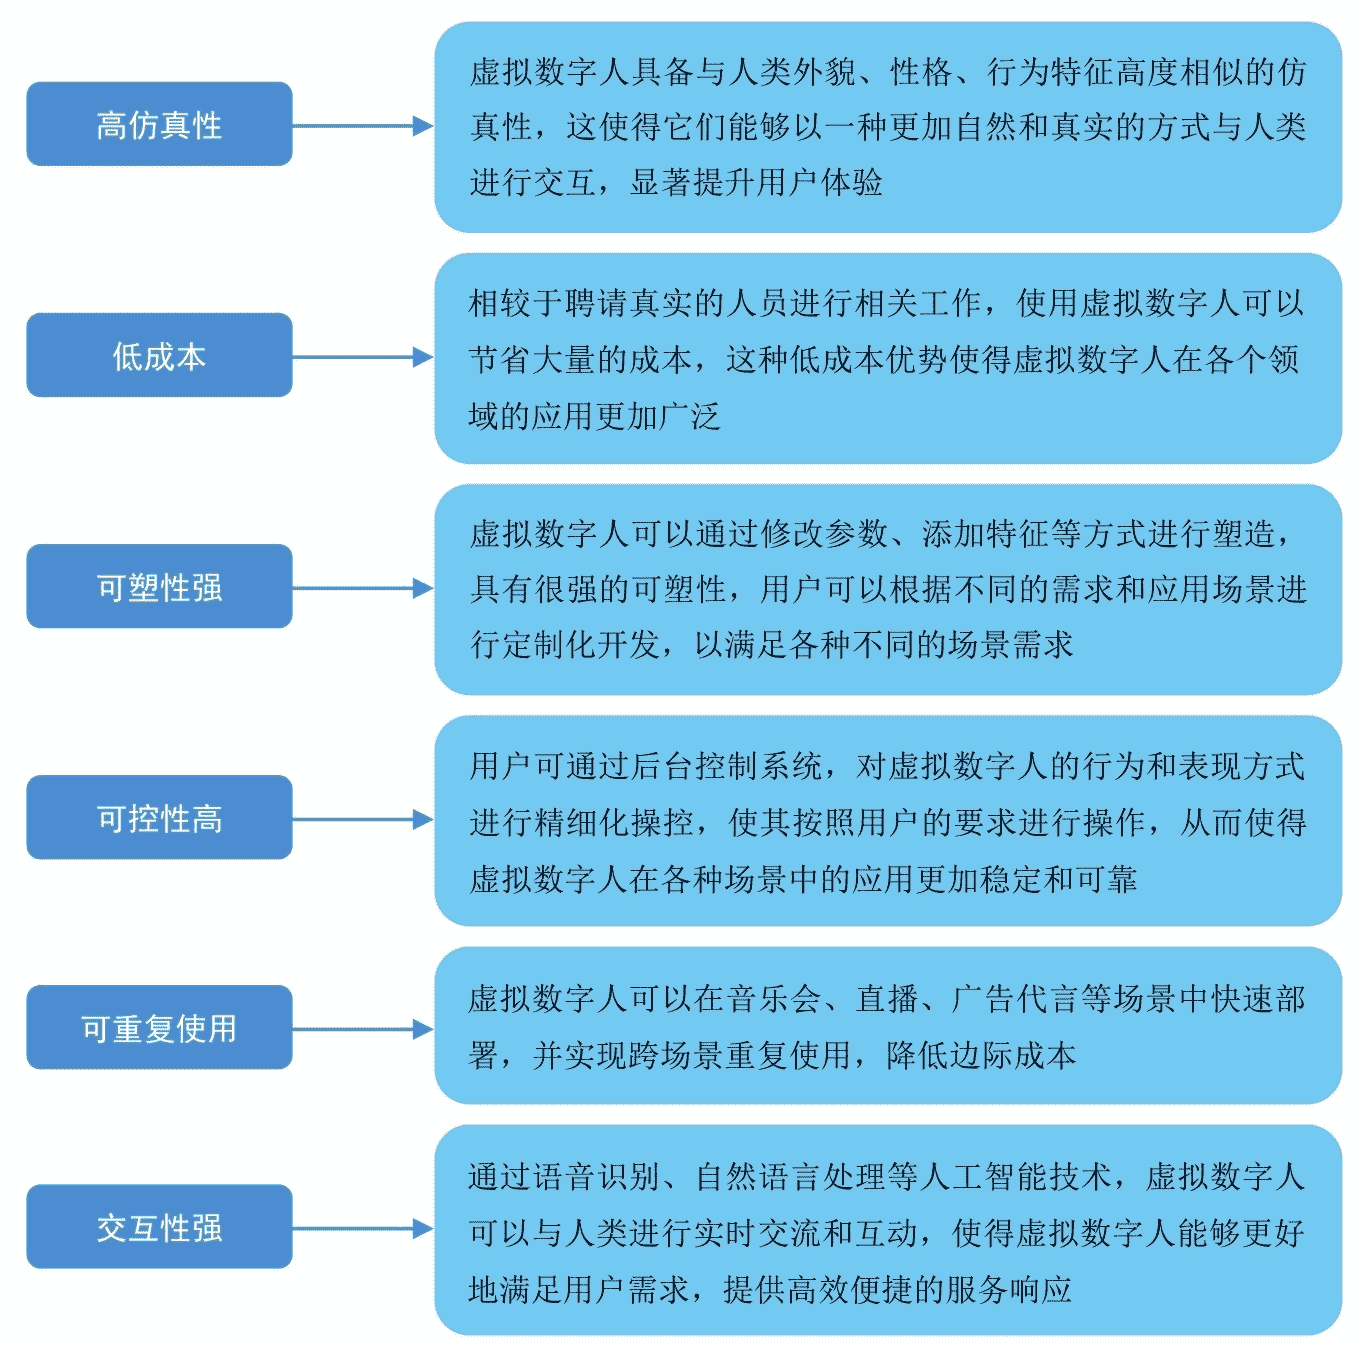 高仿真性
虚拟数字人具备与人类外貌、性格、行为特征高度相似的仿
真性，这使得它们能够以一种更加自然和真实的方式与人类
进行交互，显著提升用户体验
低成本
相较于聘请真实的人员进行相关工作，使用虚拟数字人可以
节省大量的成本，这种低成本优势使得虚拟数字人在各个领
域的应用更加广泛
可塑性强
虚拟数字人可以通过修改参数、添加特征等方式进行塑造，
具有很强的可塑性，用户可以根据不同的需求和应用场景进
行定制化开发，以满足各种不同的场景需求
可控性高
用户可通过后台控制系统，对虚拟数字人的行为和表现方式
进行精细化操控，使其按照用户的要求进行操作，从而使得
虚拟数字人在各种场景中的应用更加稳定和可靠
可重复使用
虚拟数字人可以在音乐会、直播、广告代言等场景中快速部
署，并实现跨场景重复使用，降低边际成本
交互性强
通过语音识别、自然语言处理等人工智能技术，虚拟数字人
可以与人类进行实时交流和互动，使得虚拟数字人能够更好
地满足用户需求，提供高效便捷的服务响应